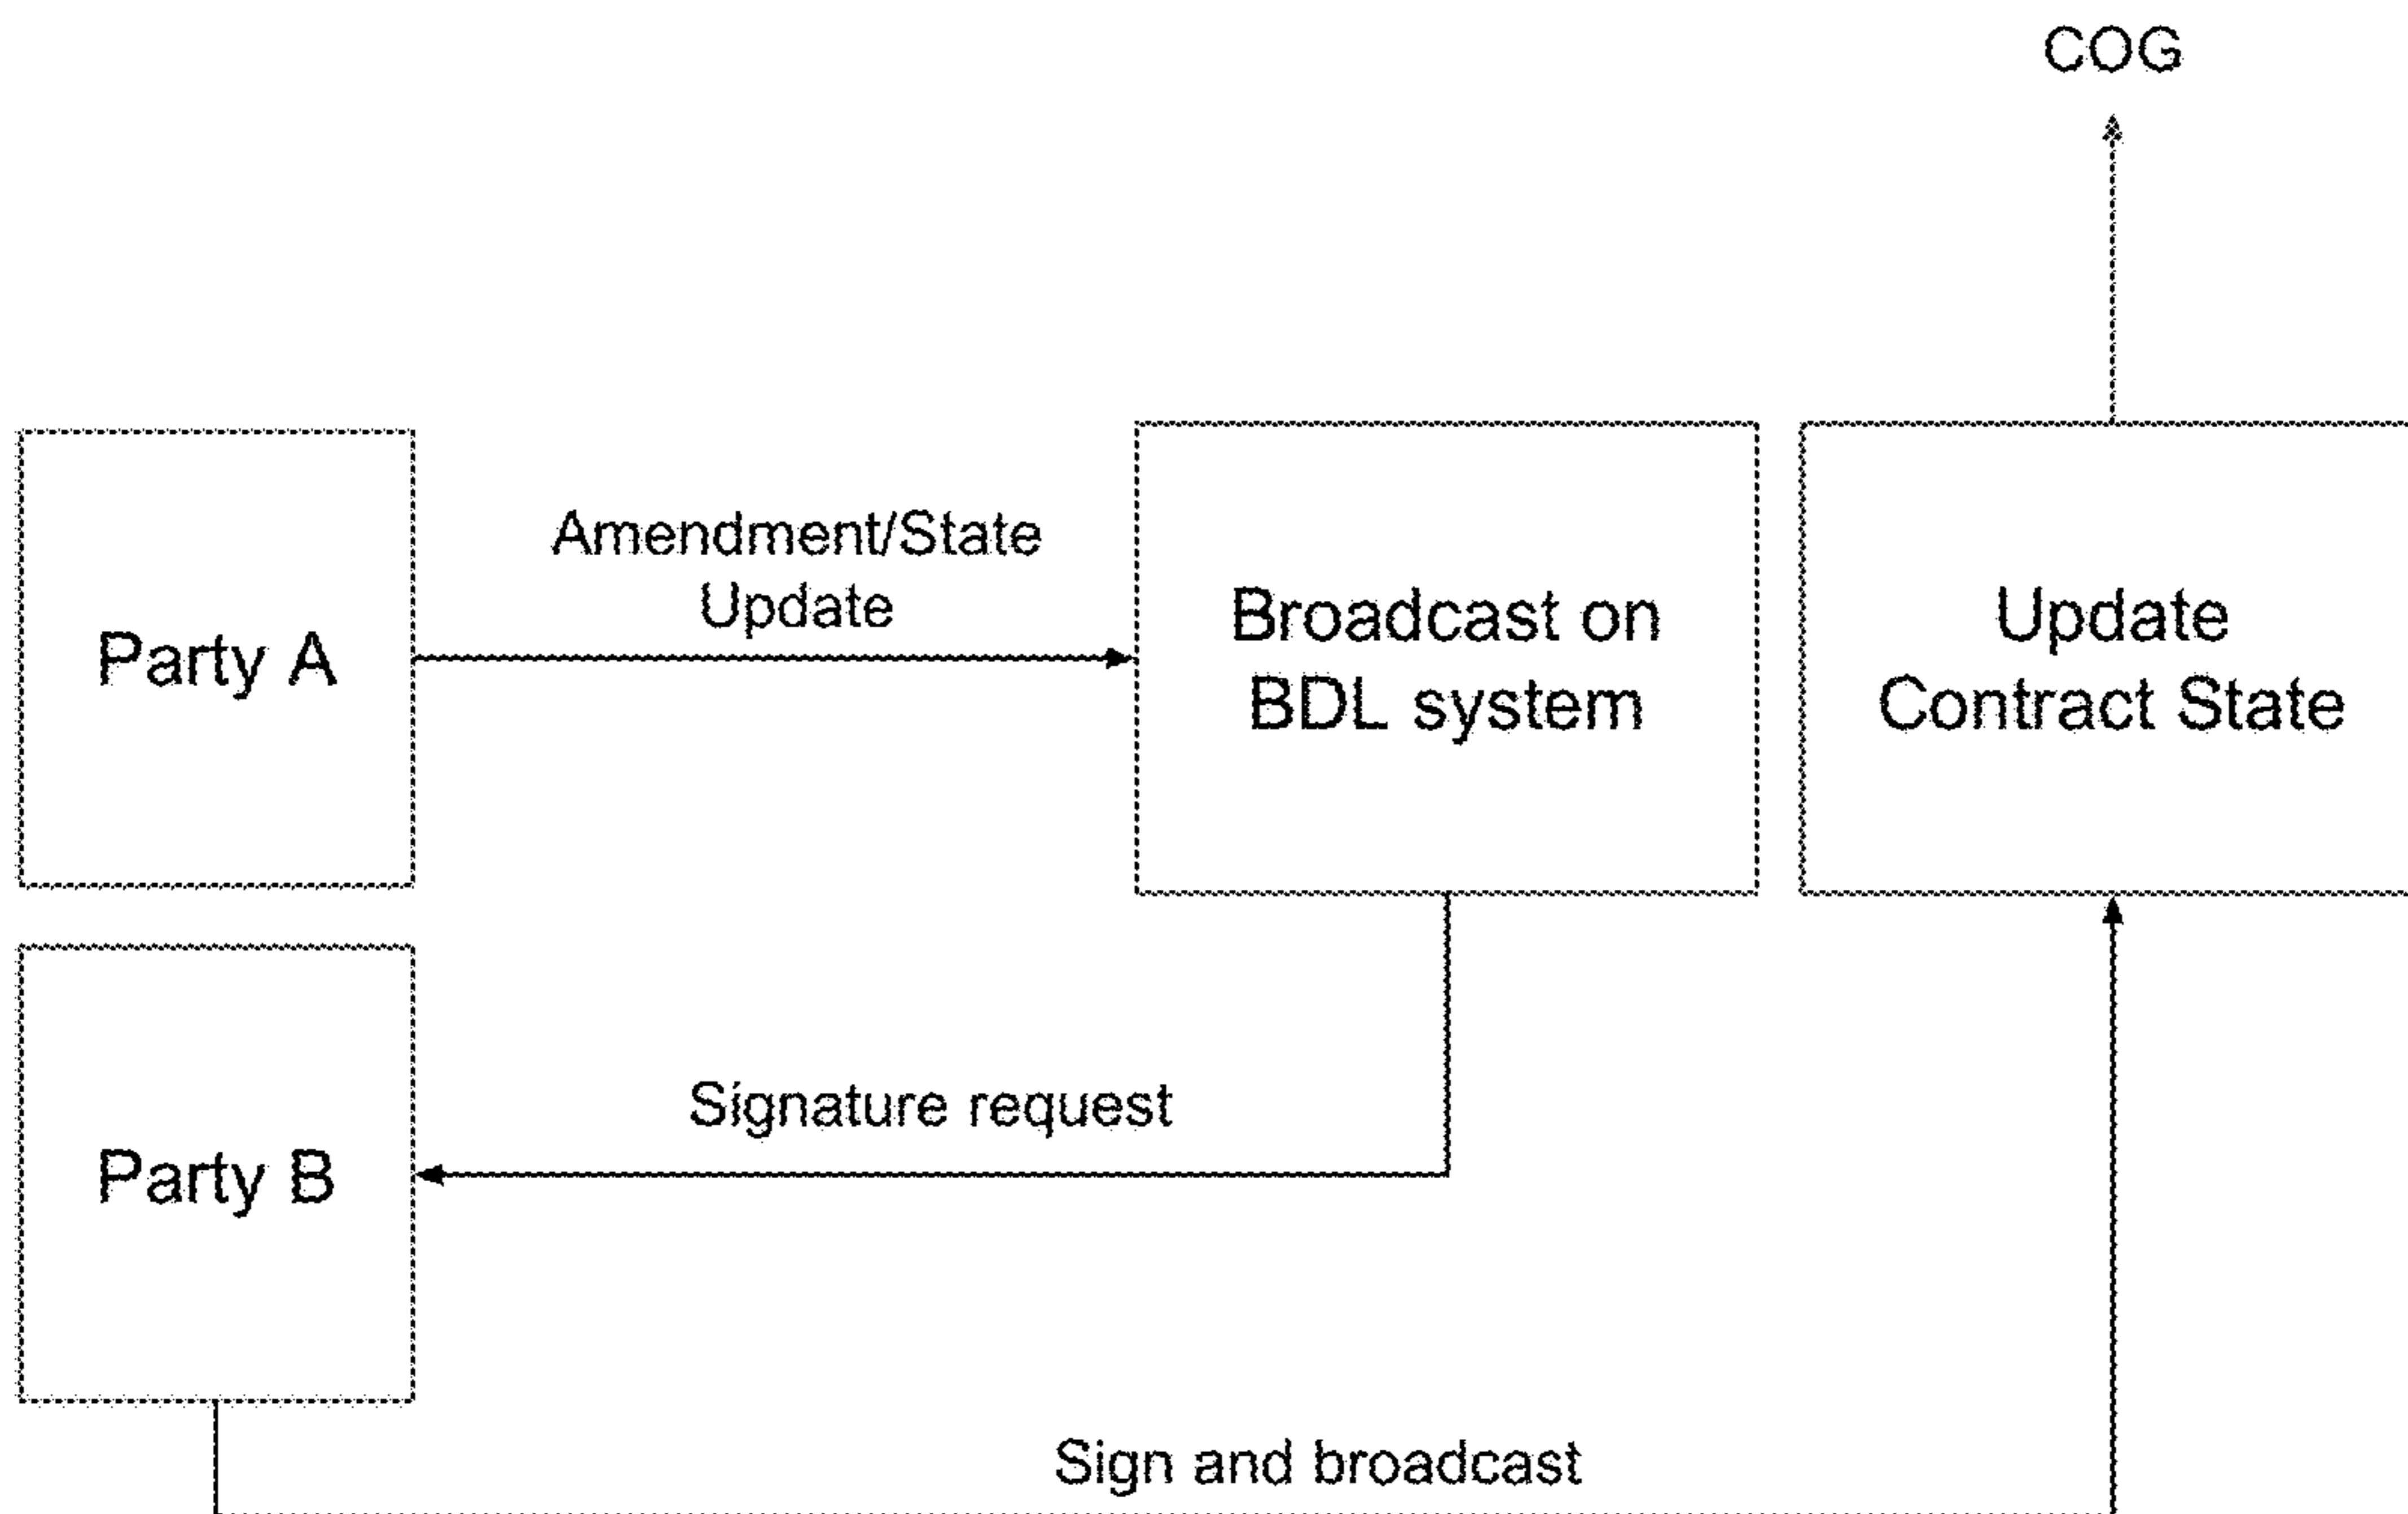 COG
Amendment/State
Update
Party A
Broadcast on
BDL system
Update
Contract State
Signature request
Party B
Sign and broadcast